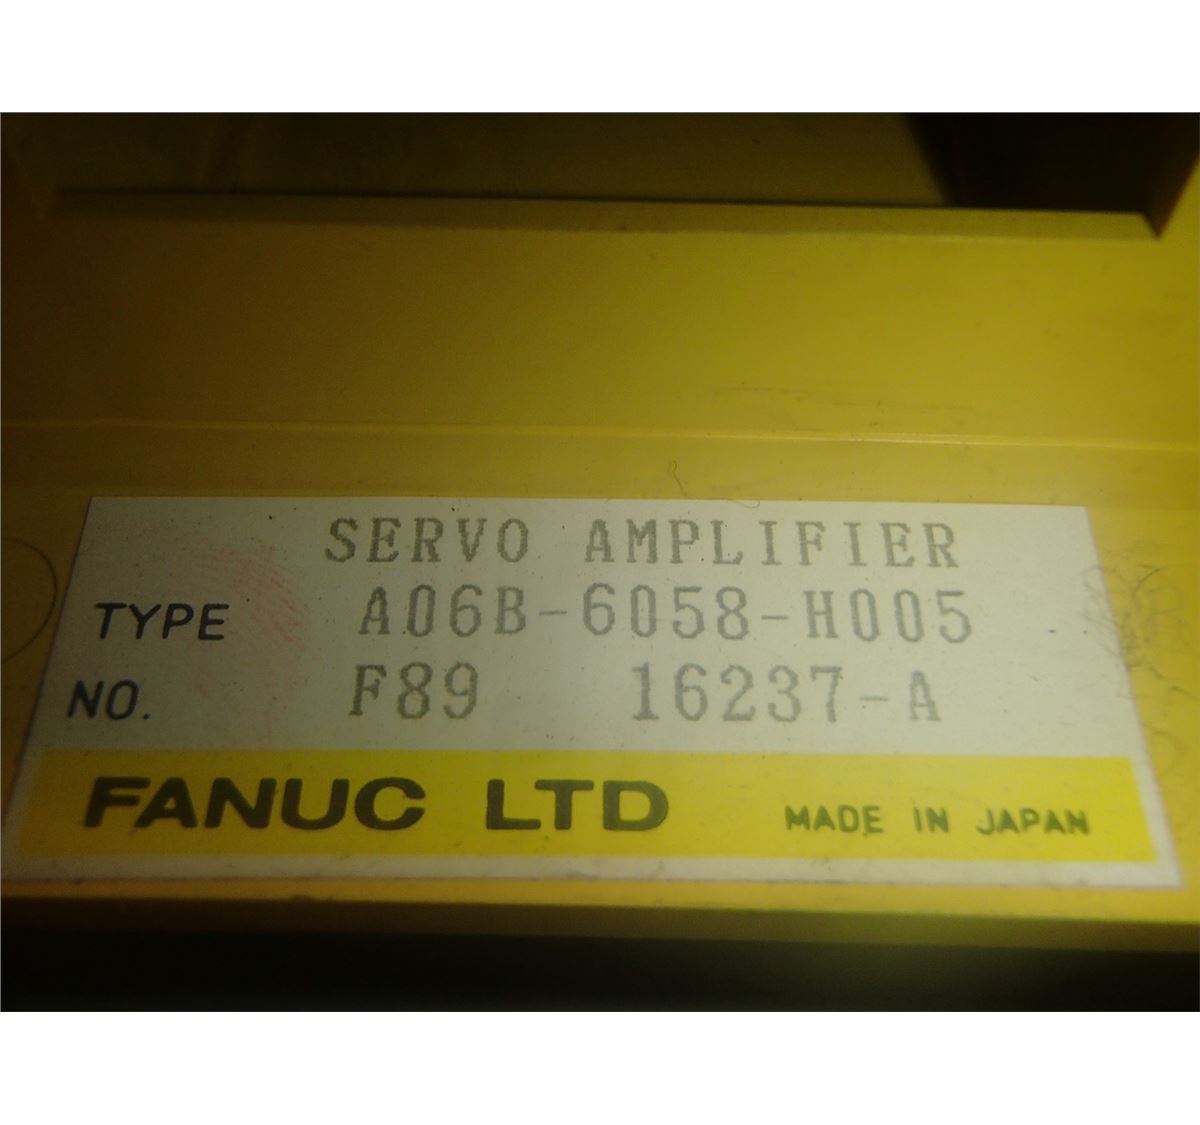 SERVO AMPLIFIER
TYPE A06B-6058-H005
NO. F89 16237-A
FANUC LTD MADE IN JAPAN